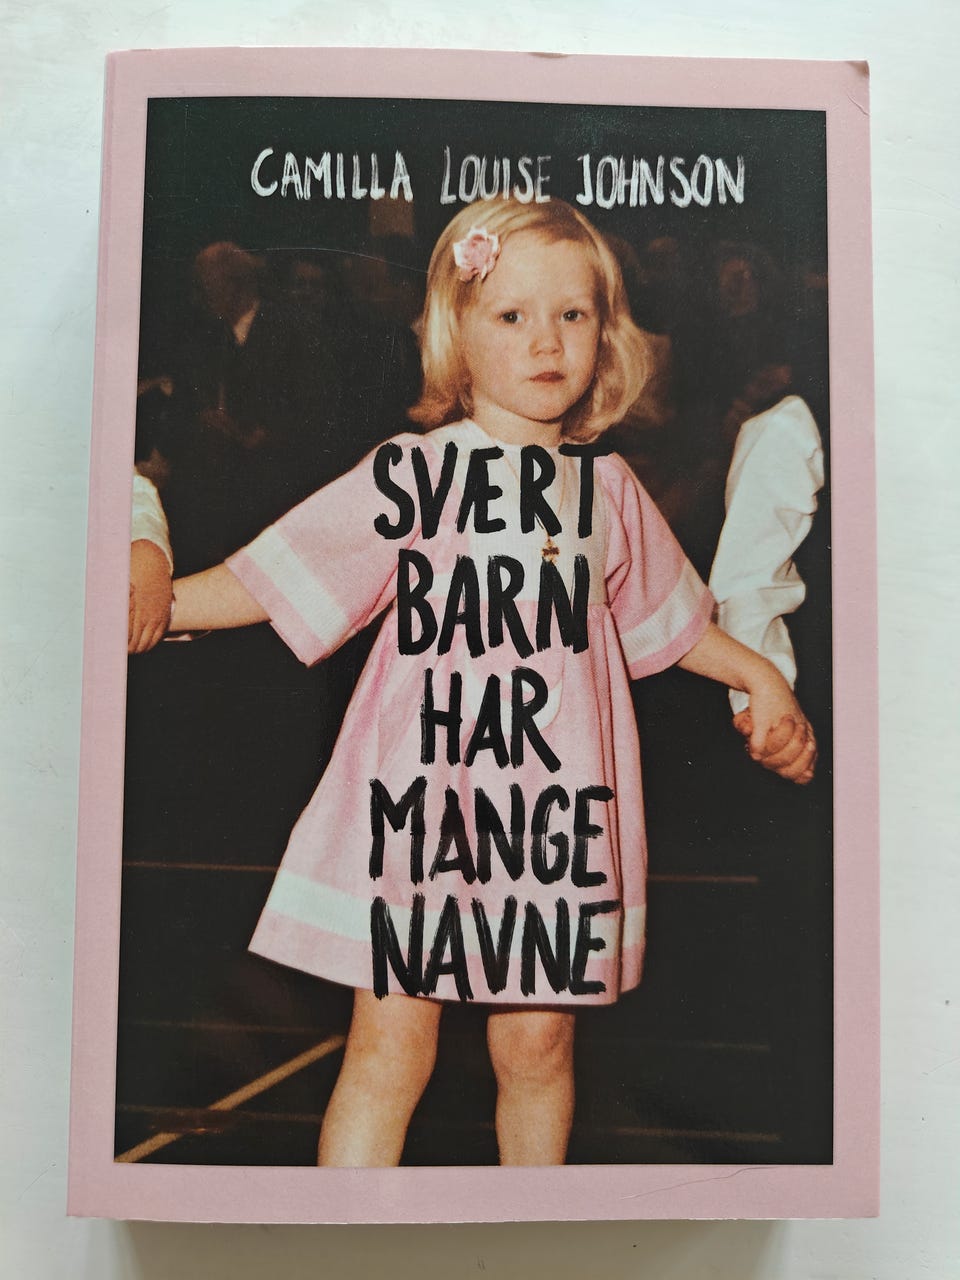 CAMILLA LOUISE JOHNSON
SVÆRT
BARN
HAR
MANGE
NAVNE